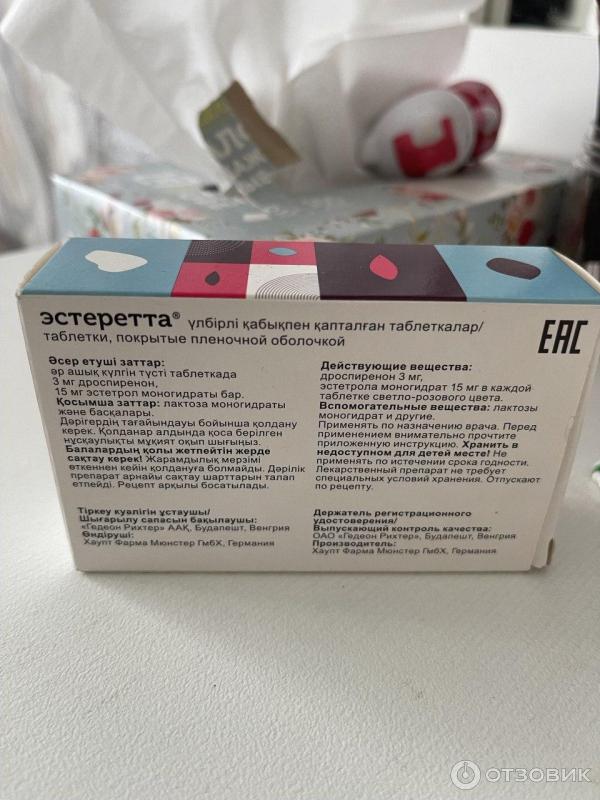 эстеретта® үлбірлі қабықпен қапталған таблеткалар/
таблетки, покрытые пленочной оболочкой
EAC
Әсер етуші заттар:
әр ашық күлгін түсті таблеткада
3 мг дроспиренон,
15 мг эстетрол моногидраты бар.
Қосымша заттар: лактоза моногидраты
және басқалары.
Дәрігердің тағайындауы бойынша қолдану
керек. Қолданар алдында қоса берілген
нұсқаулықты мұқият оқып шығыңыз.
Балалардың қолы жетпейтін жерде
сақтау керек! Жарамдылық мерзімі
өткеннен кейін қолдануға болмайды. Дәрілік
препарат арнайы сақтау шарттарын талап
етпейді. Рецепт арқылы босатылады.
Тіркеу куәлігін ұстаушы/
Шығарылу сапасын бақылаушы:
«Гедеон Рихтер» ААҚ, Будапешт, Венгрия
Өндіруші:
Хаупт Фарма Мюнстер ГмбХ, Германия
Действующие вещества:
дроспиренон 3 мг,
эстетрола моногидрат 15 мг в каждой
таблетке светло-розового цвета.
Вспомогательные вещества: лактозы
моногидрат и другие.
Применять по назначению врача. Перед
применением внимательно прочтите
приложенную инструкцию. Хранить в
недоступном для детей месте! Не
применять по истечении срока годности.
Лекарственный препарат не требует
специальных условий хранения. Отпускают
по рецепту.
Держатель регистрационного
удостоверения/
Выпускающий контроль качества:
ОАО «Гедеон Рихтер», Будапешт, Венгрия
Производитель:
Хаупт Фарма Мюнстер ГмбХ, Германия
ОТЗОВИК